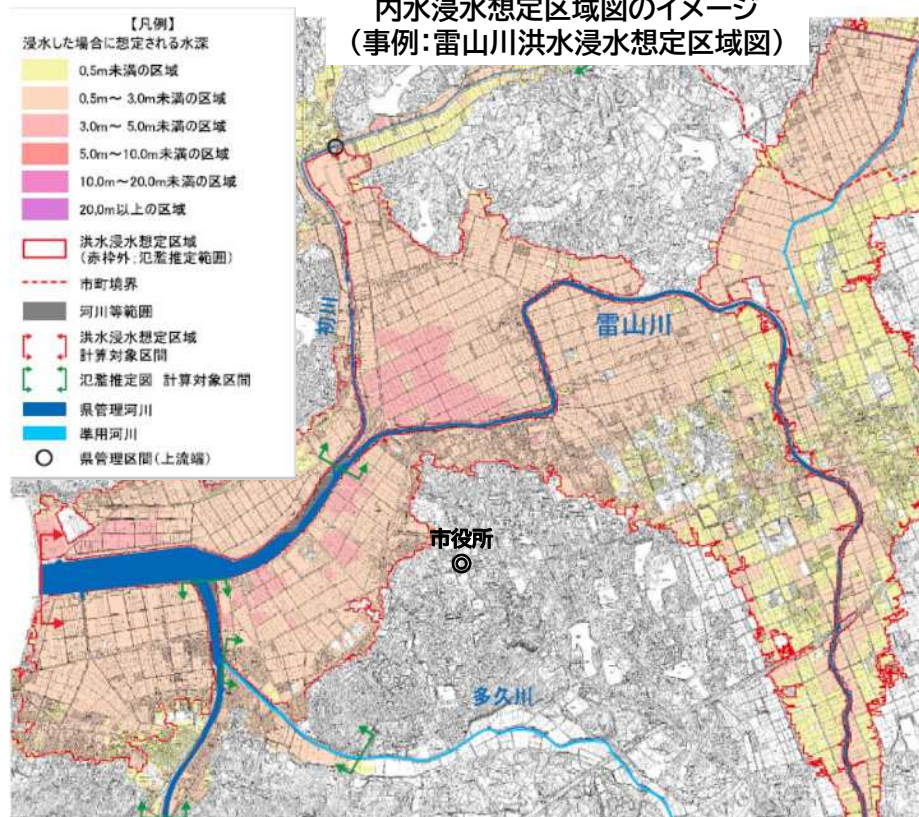 内水浸水想定区域図のイメージ
(事例:雷山川洪水浸水想定区域図)
【凡例】
浸水した場合に想定される水深
0.5m未満の区域
0.5m～ 3.0m未満の区域
3.0m～ 5.0m未満の区域
5.0m～10.0m未満の区域
10.0m～20.0m未満の区域
20.0m以上の区域
洪水浸水想定区域
(赤枠外:氾濫推定範囲)
市町境界
河川等範囲
洪水浸水想定区域
計算対象区間
氾濫推定図 計算対象区間
県管理河川
準用河川
県管理区間(上流端)
初川
雷山川
市役所
多久川